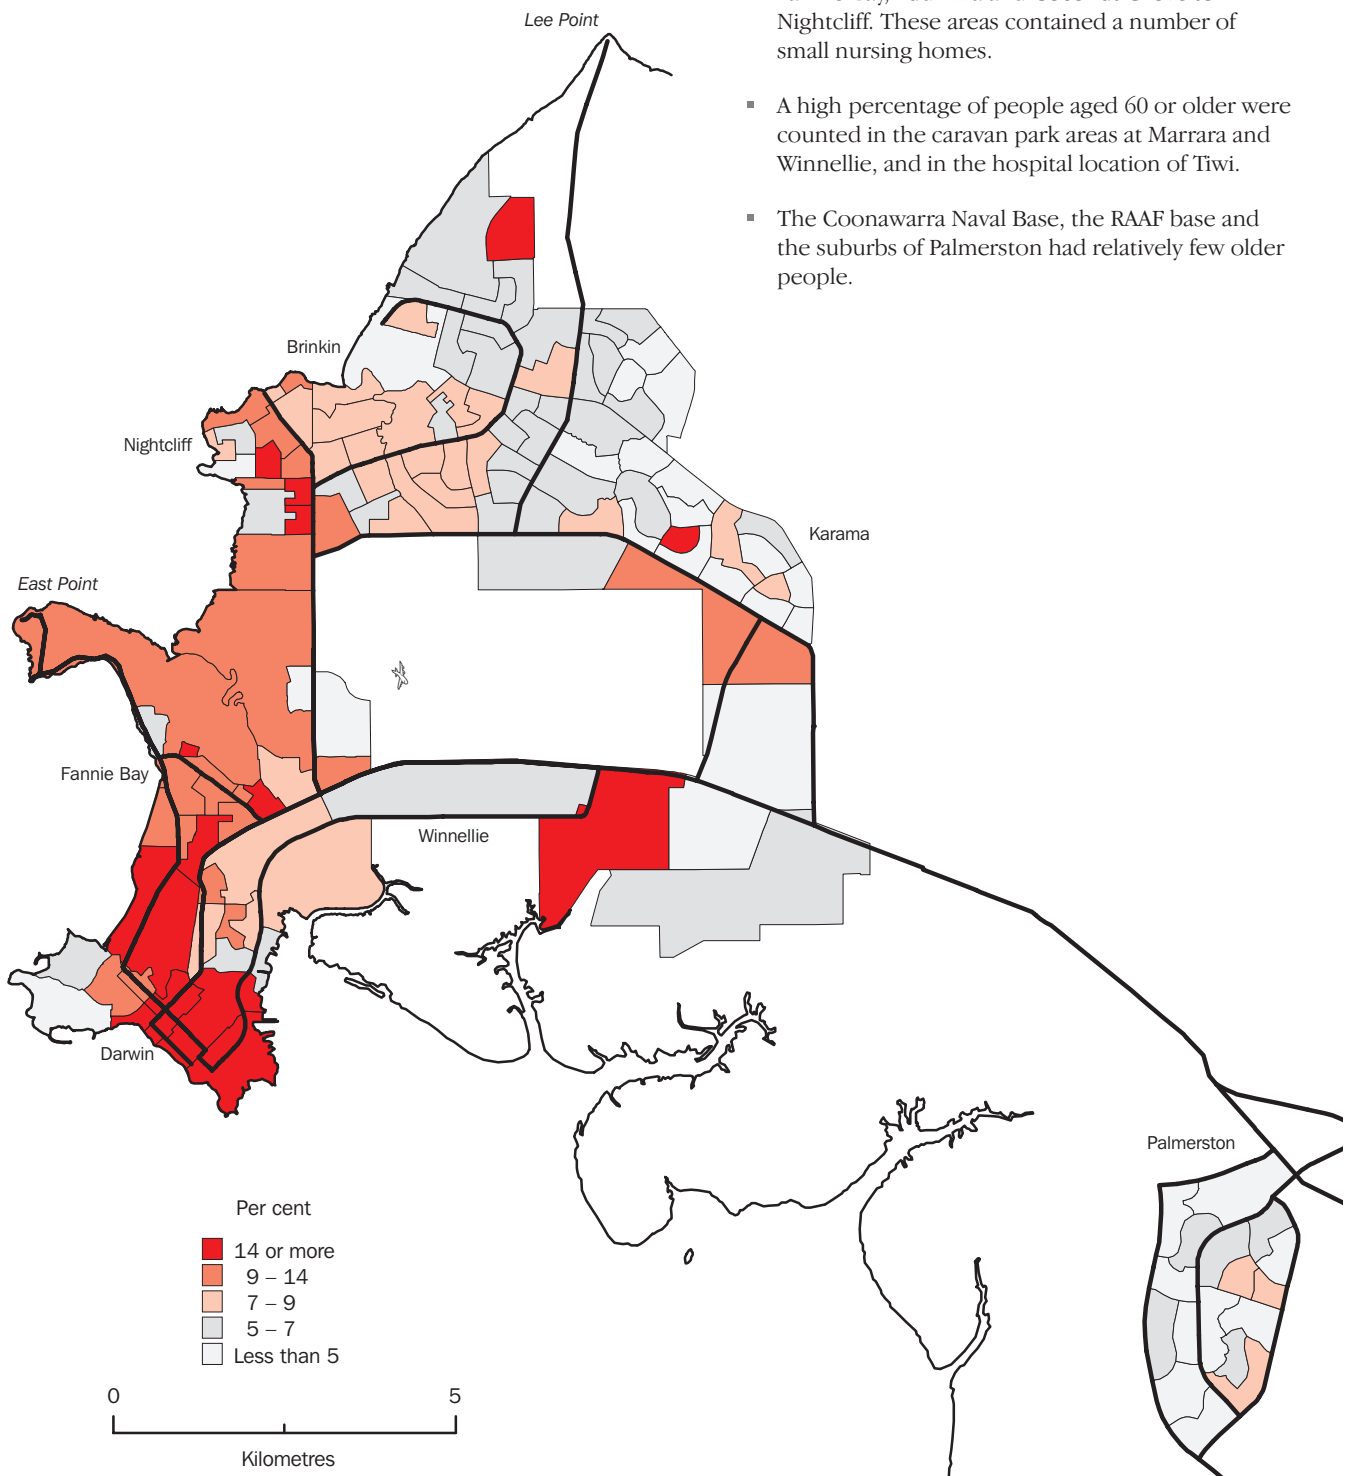 Nightcliff. These areas contained a number of
small nursing homes.
▪ A high percentage of people aged 60 or older were
counted in the caravan park areas at Marrara and
Winnellie, and in the hospital location of Tiwi.
▪ The Coonawarra Naval Base, the RAAF base and
the suburbs of Palmerston had relatively few older
people.
Lee Point
Brinkin
Nightcliff
Karama
East Point
Fannie Bay
Winnellie
Darwin
Palmerston
Per cent
14 or more
9 – 14
7 – 9
5 – 7
Less than 5
0 5
Kilometres